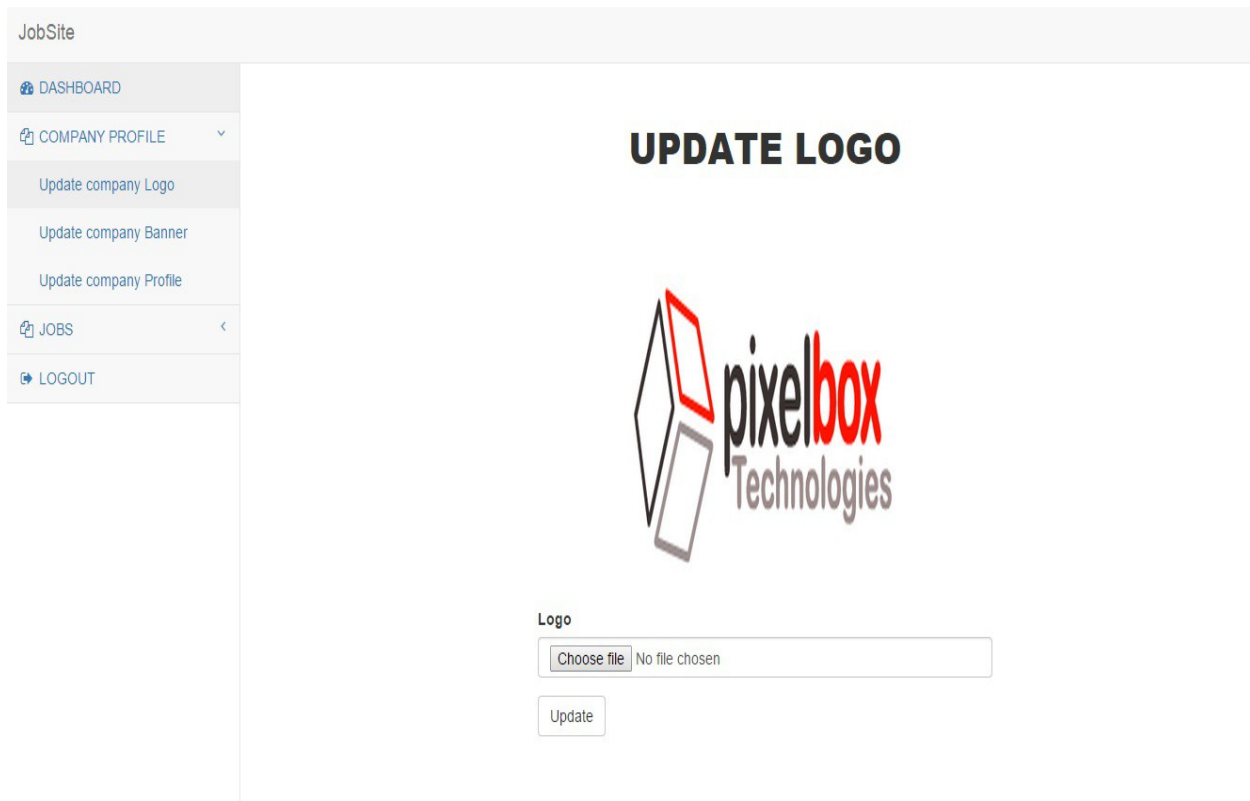 JobSite
DASHBOARD
COMPANY PROFILE
Update company Logo
Update company Banner
Update company Profile
JOBS
LOGOUT
UPDATE LOGO
pixelbox
Technologies
Logo
Choose file No file chosen
Update